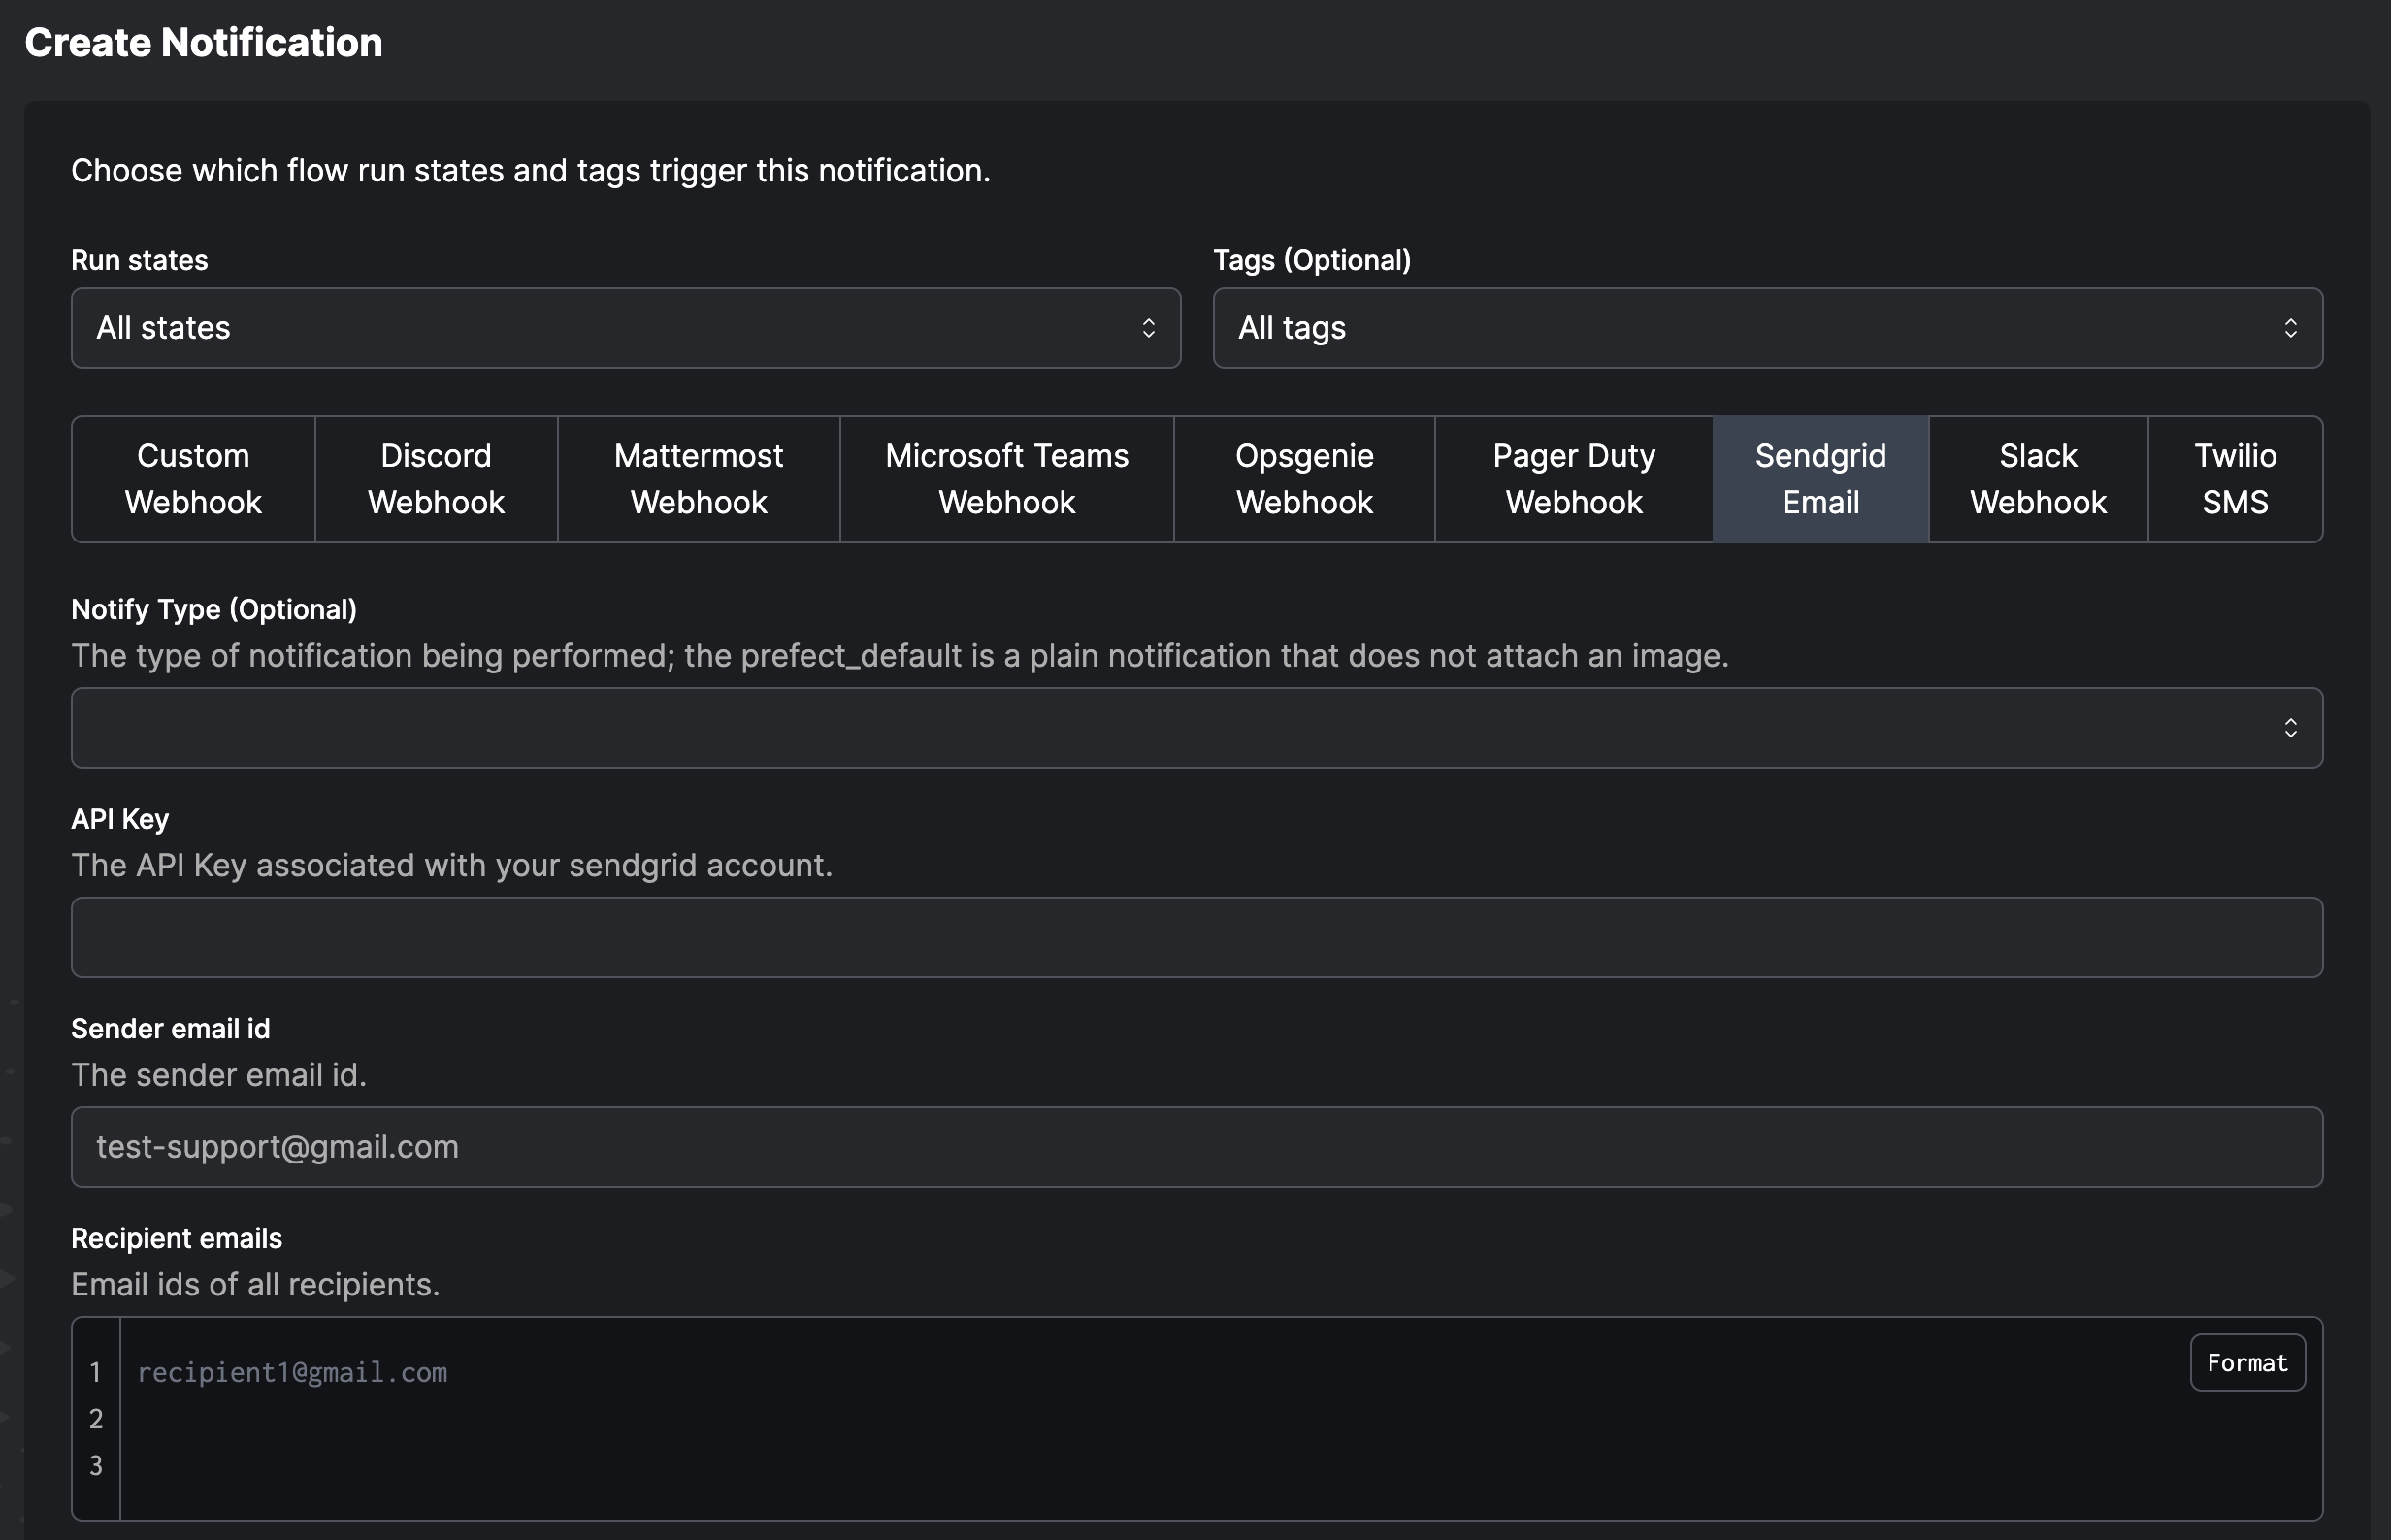 Create Notification
Choose which flow run states and tags trigger this notification.
Run states
Tags (Optional)
All states
All tags
Custom Webhook
Discord Webhook
Mattermost Webhook
Microsoft Teams Webhook
Opsgenie Webhook
Pager Duty Webhook
Sendgrid Email
Slack Webhook
Twilio SMS
Notify Type (Optional)
The type of notification being performed; the prefect_default is a plain notification that does not attach an image.
API Key
The API Key associated with your sendgrid account.
Sender email id
The sender email id.
test-support@gmail.com
Recipient emails
Email ids of all recipients.
1 recipient1@gmail.com
Format
2
3